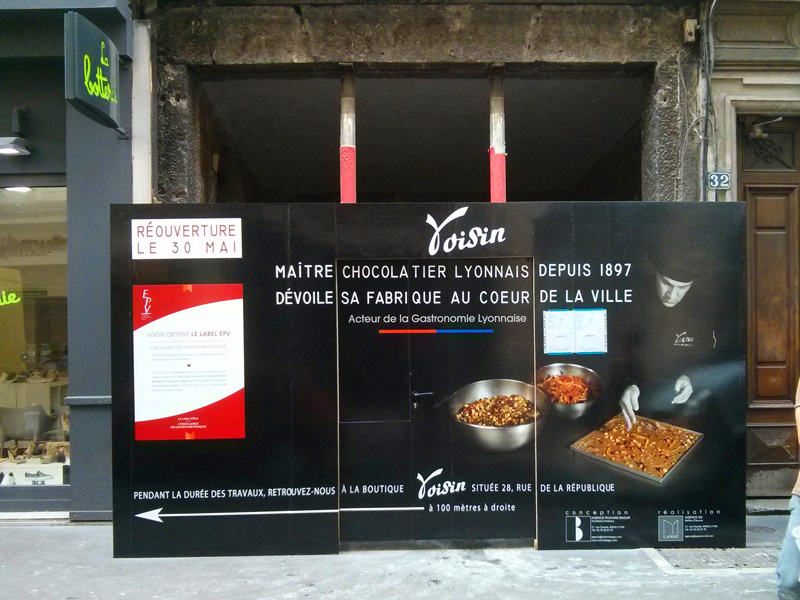 La
botterie
32
RÉOUVERTURE
LE 30 MAI
Voisin
MAÎTRE CHOCOLATIER LYONNAIS DEPUIS 1897
DÉVOILE SA FABRIQUE AU COEUR DE LA VILLE
Acteur de la Gastronomie Lyonnaise
EPV
VOISIN OBTIENT LE LABEL EPV
PENDANT LA DURÉE DES TRAVAUX, RETROUVEZ-NOUS À LA BOUTIQUE Voisin SITUÉE 28, RUE DE LA RÉPUBLIQUE
à 100 mètres à droite
conception
réalisation